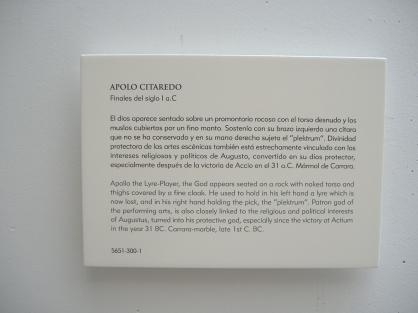 APOLO CITAREDO
Finales del siglo I a.C
El dios aparece sentado sobre un promontorio rocoso con el torso desnudo y los
muslos cubiertos por un fino manto. Sostenía con su brazo izquierdo una cítara
que no se ha conservado y en su mano derecha sujeta el "plektrum". Divinidad
protectora de las artes escénicas también está estrechamente vinculado con los
intereses religiosos y políticos de Augusto, convertido en su dios protector,
especialmente después de la victoria de Accio en el 31 a.C. Mármol de Carrara.
Apollo the Lyre-Player, the God appears seated on a rock with naked torso and
thighs covered by a fine cloak. He used to hold in his left hand a lyre which is
now lost, and in his right hand holding the pick, the "plektrum". Patron god of
the performing arts, is also closely linked to the religious and political interests
of Augustus, turned into his protective god, especially since the victory at Actium
in the year 31 BC. Carrara-marble, late 1st C. BC.
5651-300-1